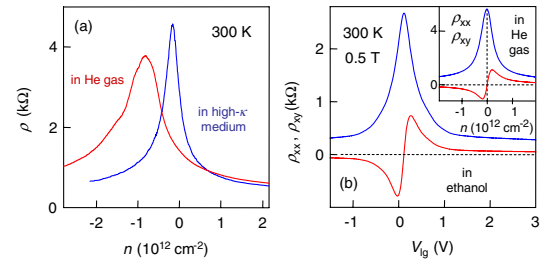 (a)
300 K
in He gas
in high-κ
medium
ρ (kΩ)
4
2
-2
-1
0
1
2
n (10¹² cm⁻²)
300 K
0.5 T
ρxx, ρxy (kΩ)
2
1
0
(b)
in
ethanol
-1
0
1
2
3
Vlg (V)
ρxx
ρxy
in
He
gas
4
0
-1
0
1
n (10¹² cm⁻²)